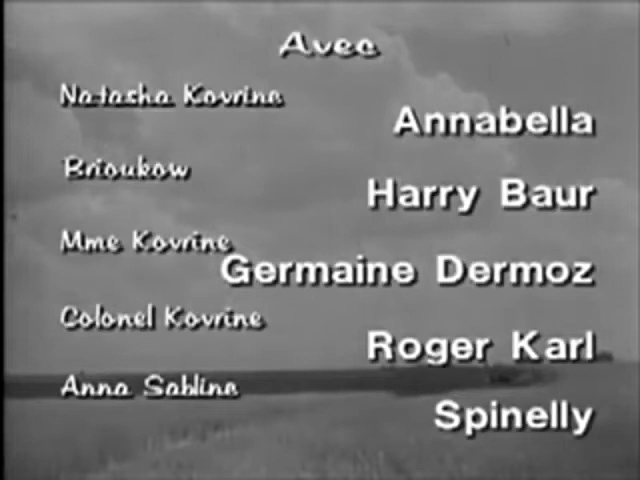 Avec
Natasha Kovrine
Annabella
Brioukow
Harry Baur
Mme Kovrine
Germaine Dermoz
Colonel Kovrine
Roger Karl
Anna Sabline
Spinelly